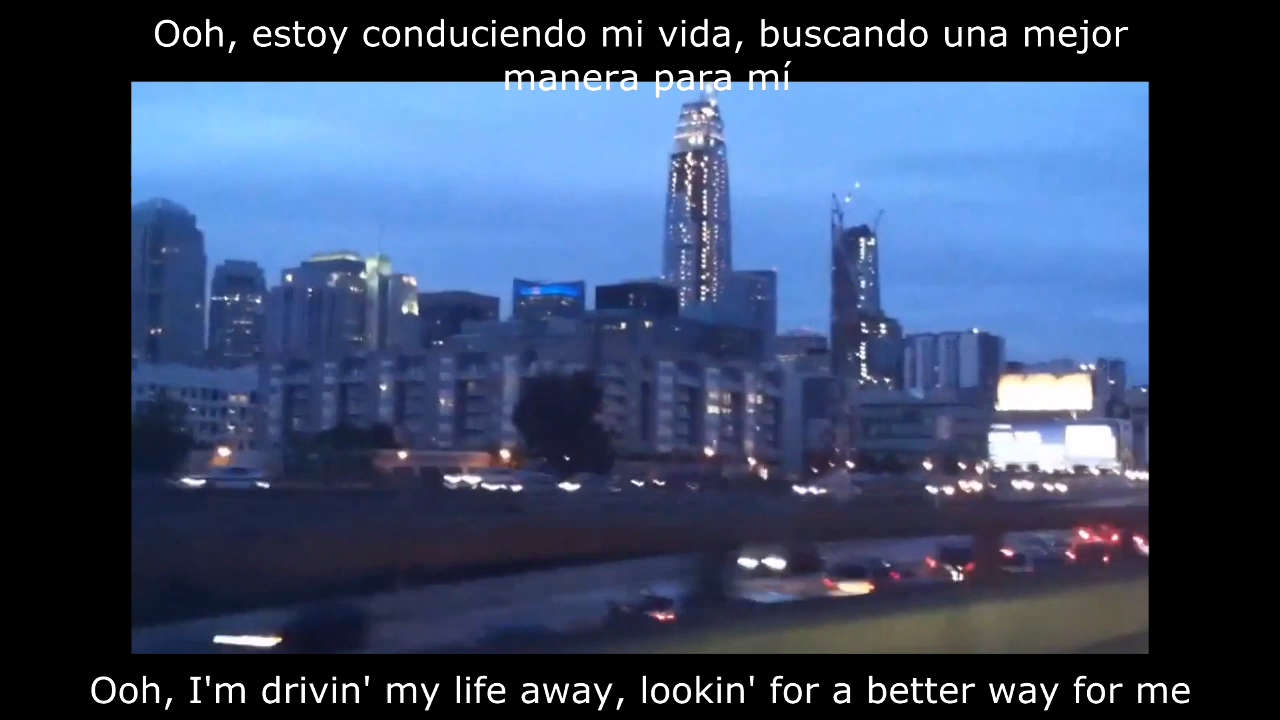 Ooh, estoy conduciendo mi vida, buscando una mejor
manera para mí
Ooh, I'm drivin' my life away, lookin' for a better way for me